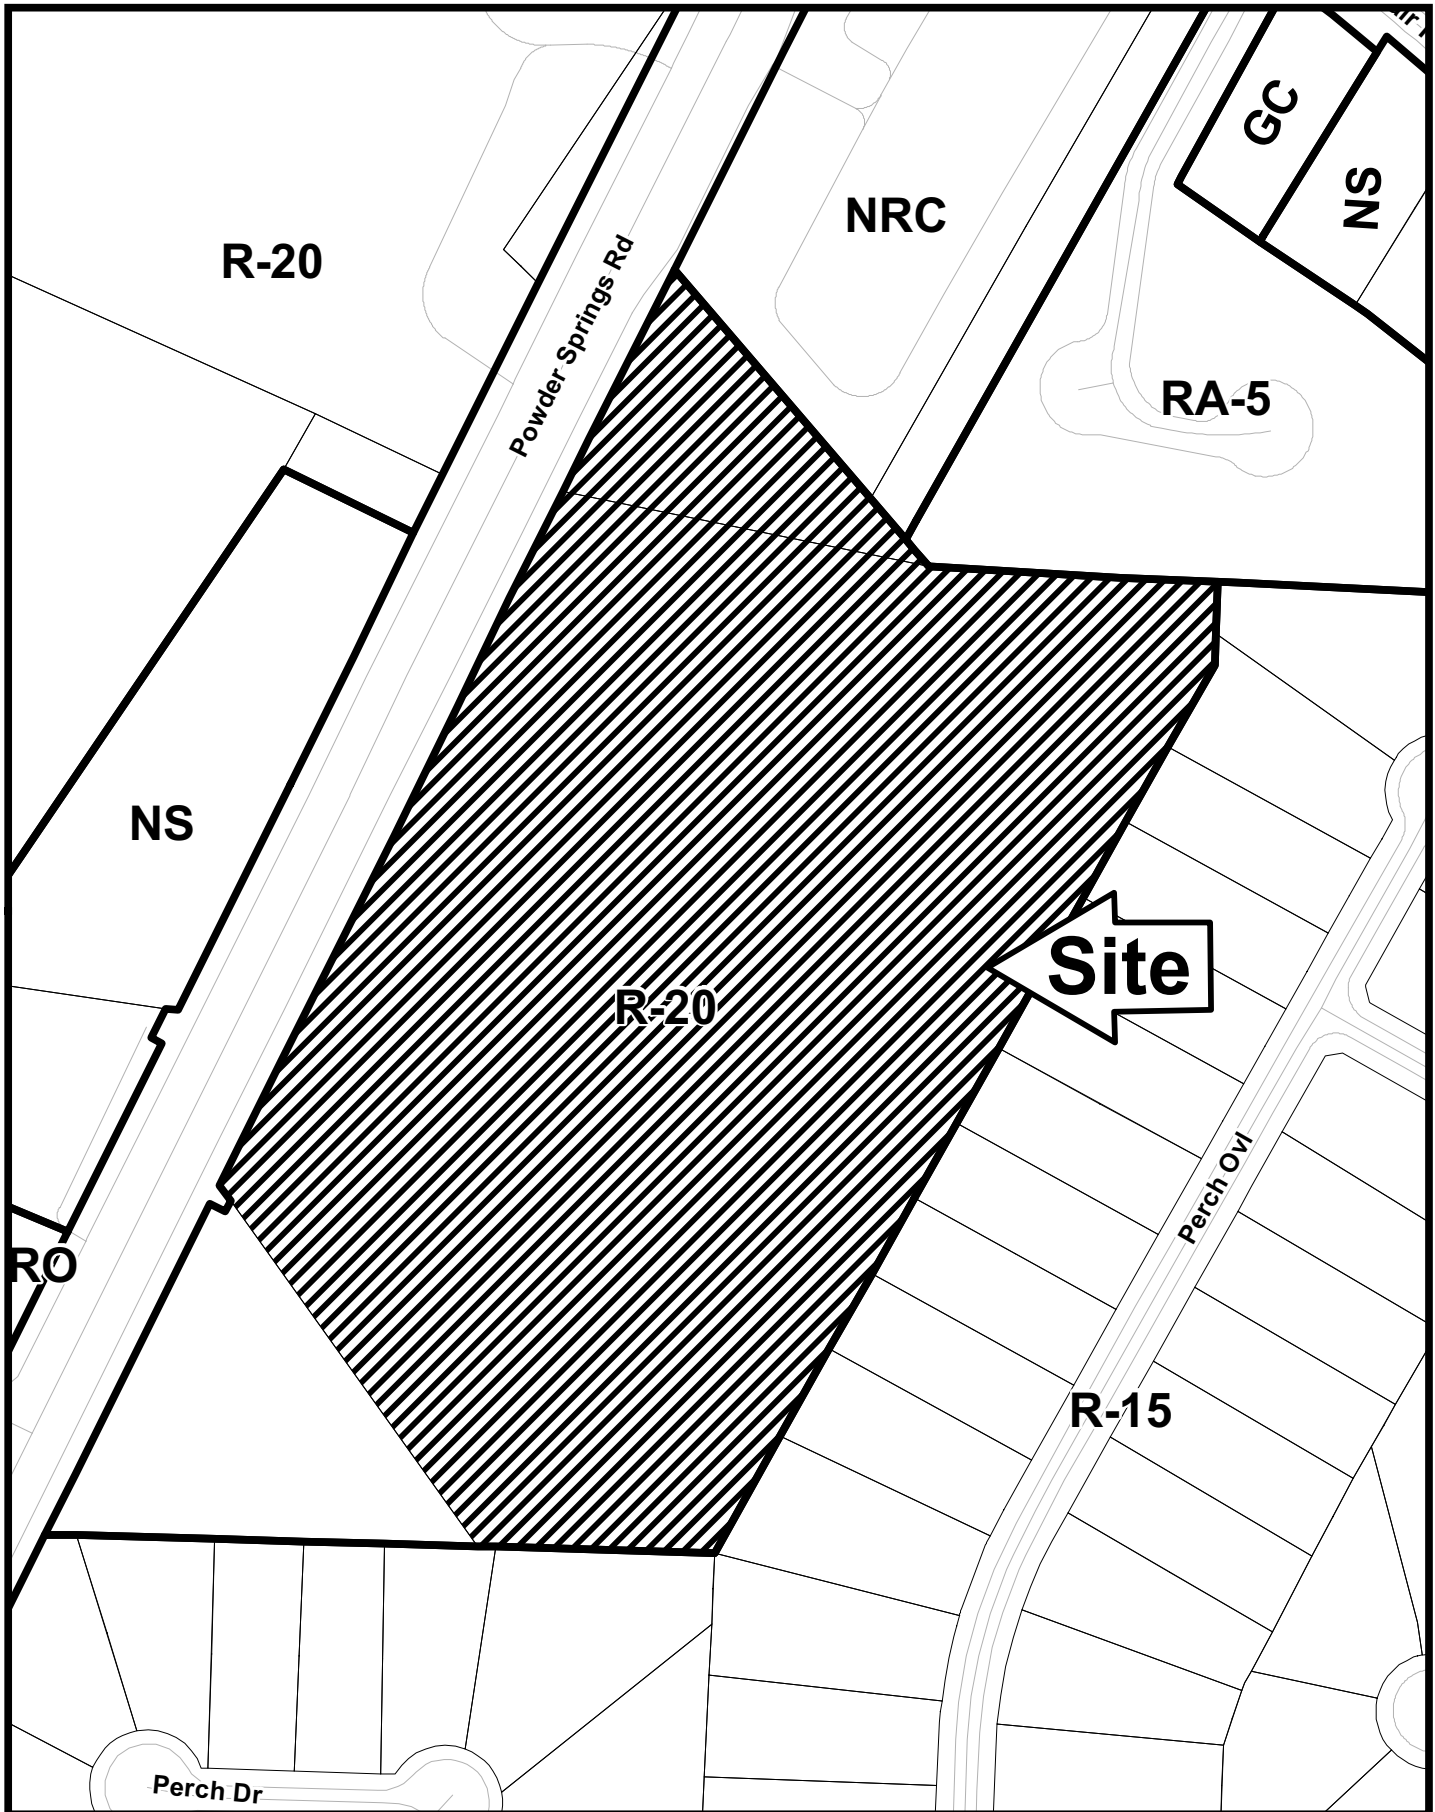 GC
NS
NRC
R-20
Powder Springs Rd
RA-5
NS
Site
R-20
Perch Ovl
RO
R-15
Perch Dr